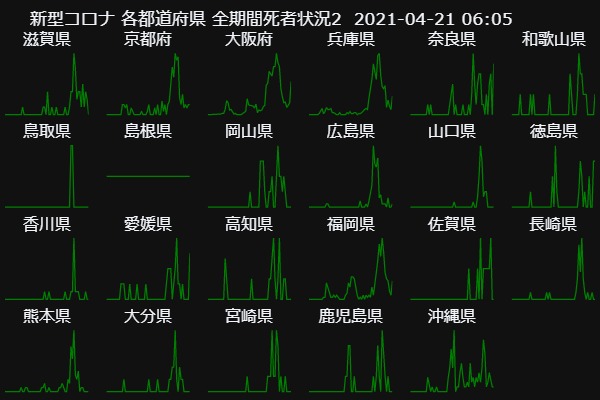 新型コロナ 各都道府県 全期間死者状況2 2021-04-21 06:05
滋賀県 京都府 大阪府 兵庫県 奈良県 和歌山県
鳥取県 島根県 岡山県 広島県 山口県 徳島県
香川県 愛媛県 高知県 福岡県 佐賀県 長崎県
熊本県 大分県 宮崎県 鹿児島県 沖縄県